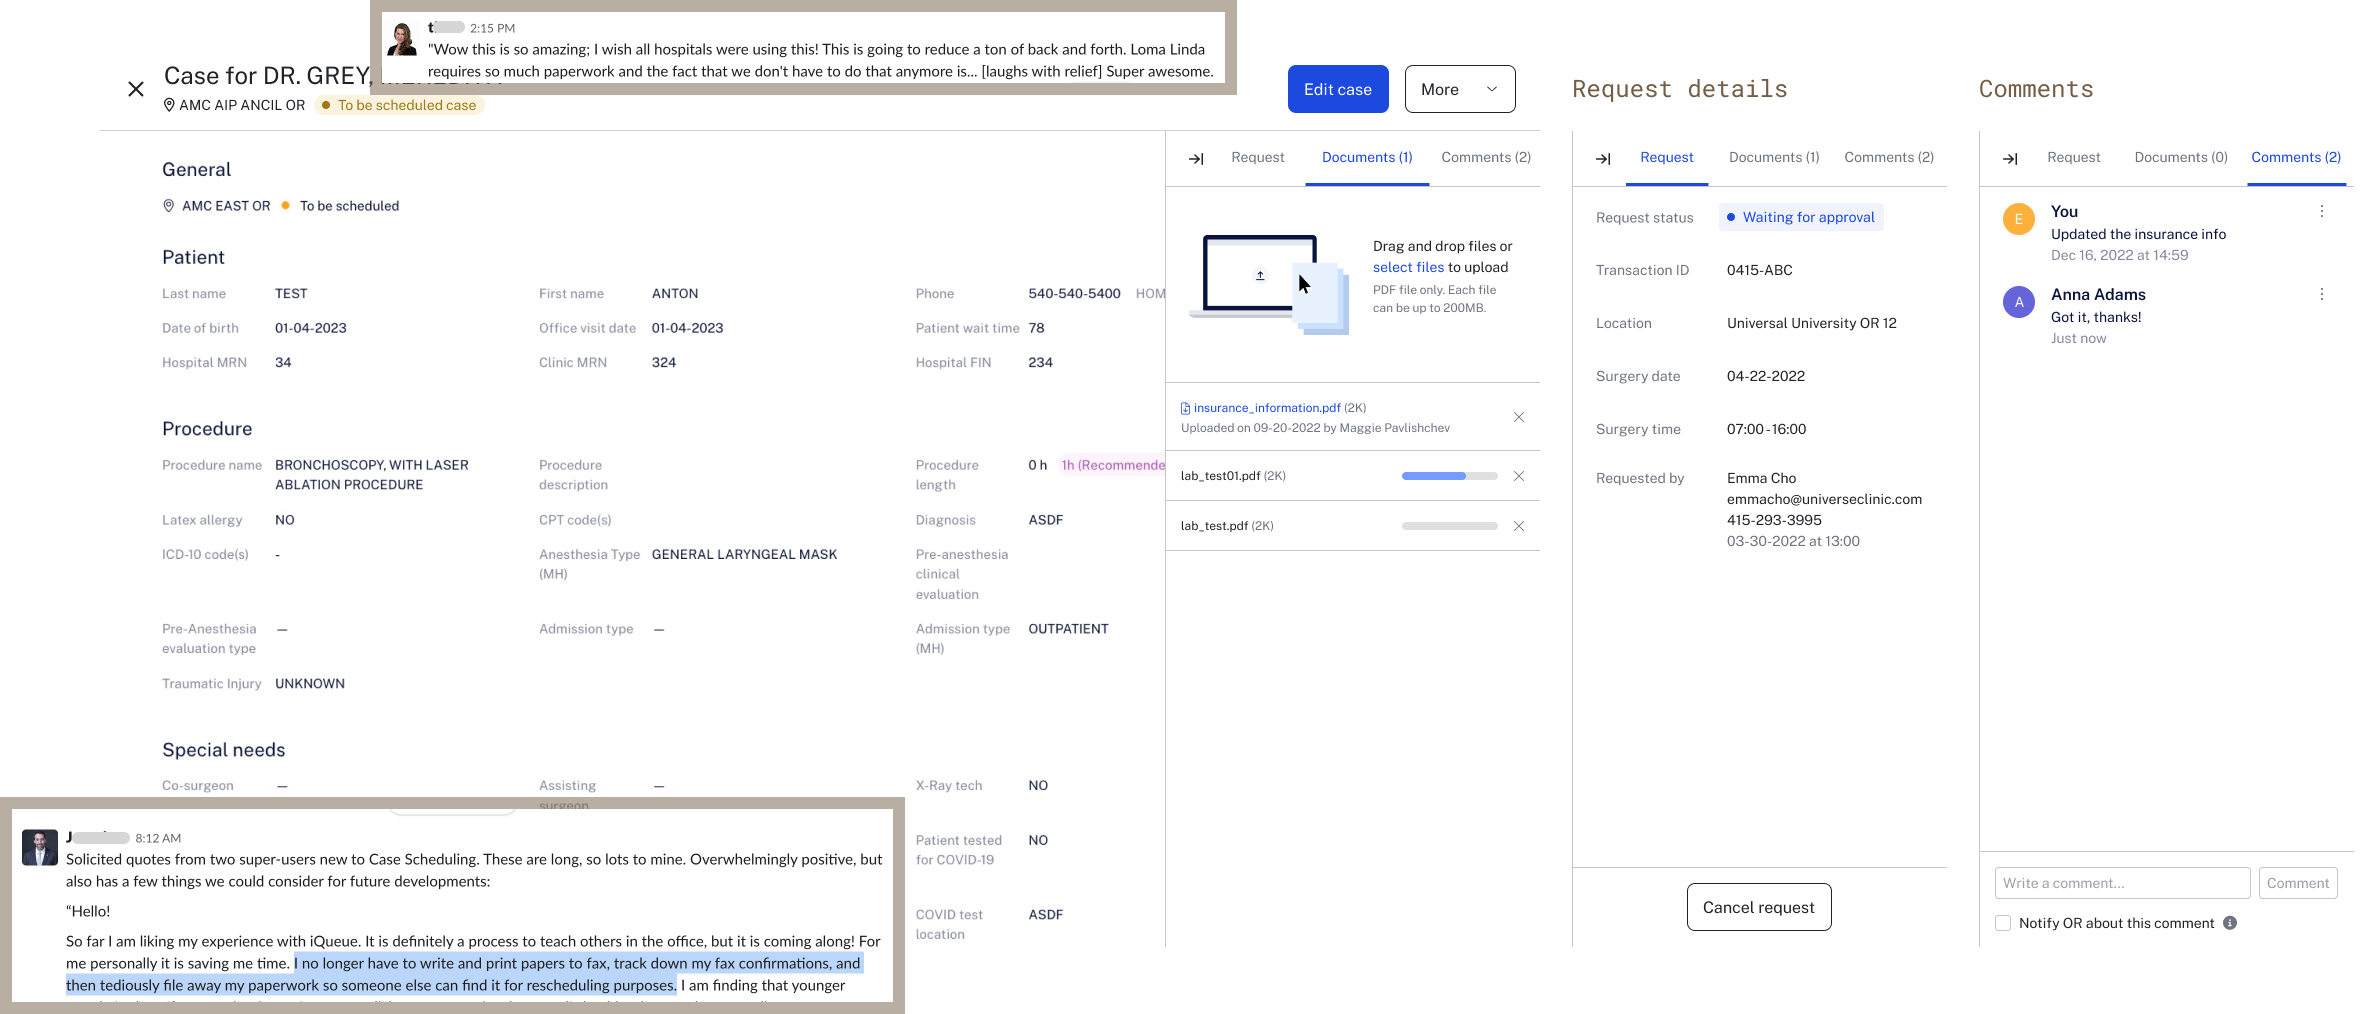 2:15 PM
"Wow this is so amazing; I wish all hospitals were using this! This is going to reduce a ton of back and forth. Loma Linda
requires so much paperwork and the fact that we don't have to do that anymore is... [laughs with relief] Super awesome.
Case for DR. GREY,
AMC AIP ANCIL OR To be scheduled case
Edit case
More
General
AMC EAST OR To be scheduled
Patient
Last name TEST First name ANTON Phone 540-540-5400 HOM
Date of birth 01-04-2023 Office visit date 01-04-2023 Patient wait time 78
Hospital MRN 34 Clinic MRN 324 Hospital FIN 234
Procedure
Procedure name BRONCHOSCOPY, WITH LASER ABLATION PROCEDURE
Procedure description
Procedure length 0 h 1h (Recommende
Latex allergy NO CPT code(s) Diagnosis ASDF
ICD-10 code(s) - Anesthesia Type (MH) GENERAL LARYNGEAL MASK
Pre-anesthesia clinical evaluation
Pre-Anesthesia evaluation type —
Admission type —
Admission type (MH) OUTPATIENT
Traumatic Injury UNKNOWN
Special needs
Co-surgeon — Assisting surgeon — X-Ray tech NO
Patient tested for COVID-19 NO
COVID test location ASDF
8:12 AM
Solicited quotes from two super-users new to Case Scheduling. These are long, so lots to mine. Overwhelmingly positive, but
also has a few things we could consider for future developments:
“Hello!
So far I am liking my experience with iQueue. It is definitely a process to teach others in the office, but it is coming along! For
me personally it is saving me time. I no longer have to write and print papers to fax, track down my fax confirmations, and
then tediously file away my paperwork so someone else can find it for rescheduling purposes. I am finding that younger
Request Documents (1) Comments (2)
Drag and drop files or
select files to upload
PDF file only. Each file
can be up to 200MB.
insurance_information.pdf (2K)
Uploaded on 09-20-2022 by Maggie Pavlishchev
lab_test01.pdf (2K)
lab_test.pdf (2K)
Request details
Request Documents (1) Comments (2)
Request status Waiting for approval
Transaction ID 0415-ABC
Location Universal University OR 12
Surgery date 04-22-2022
Surgery time 07:00 - 16:00
Requested by Emma Cho
emmacho@universeclinic.com
415-293-3995
03-30-2022 at 13:00
Cancel request
Comments
Request Documents (0) Comments (2)
E You
Updated the insurance info
Dec 16, 2022 at 14:59
A Anna Adams
Got it, thanks!
Just now
Write a comment... Comment
Notify OR about this comment